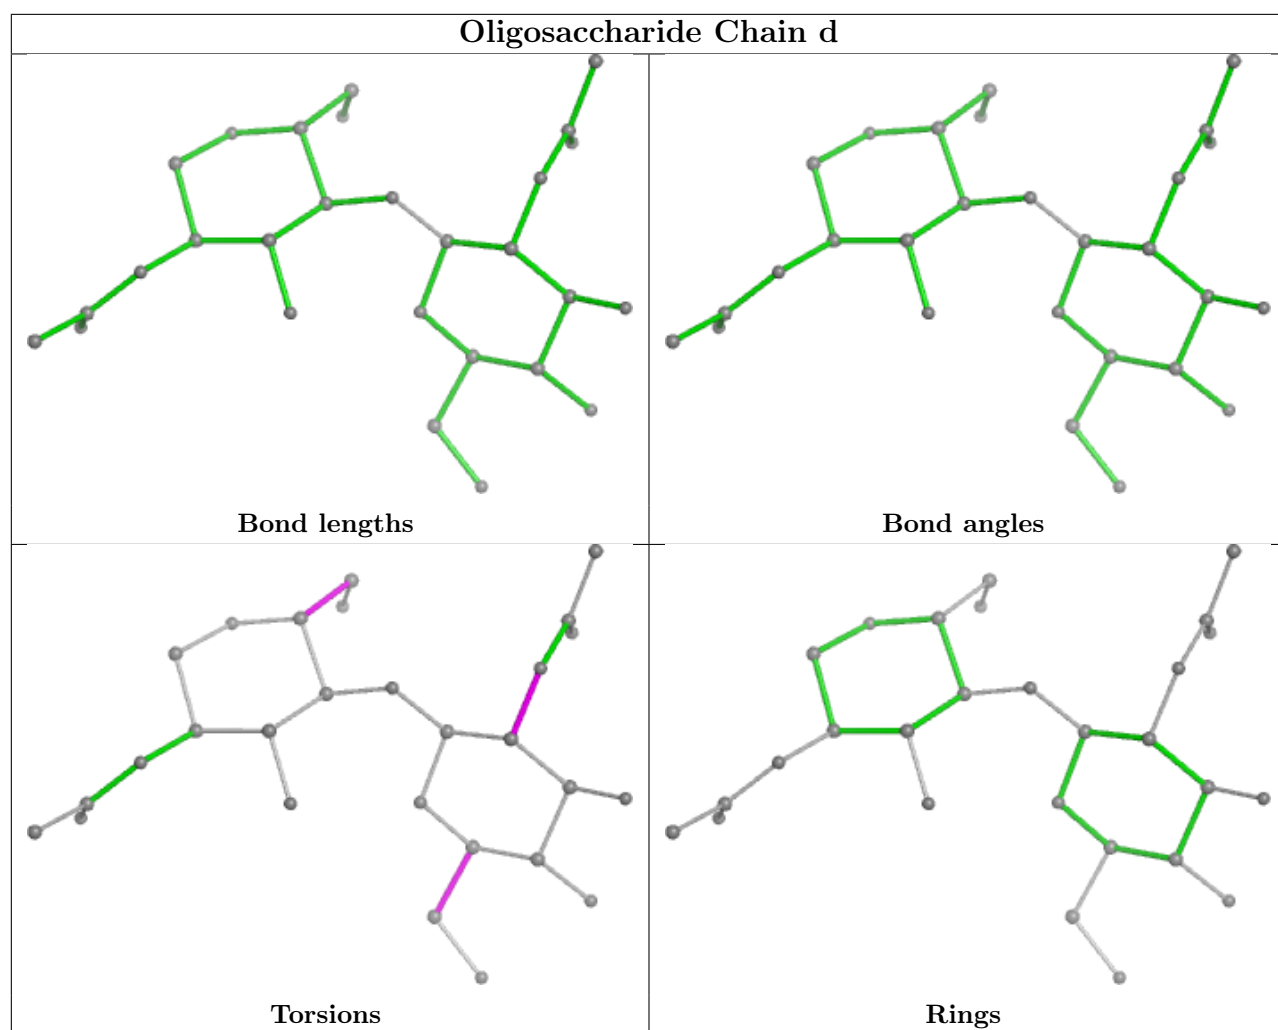 Oligosaccharide Chain d
Bond lengths
Bond angles
Torsions
Rings